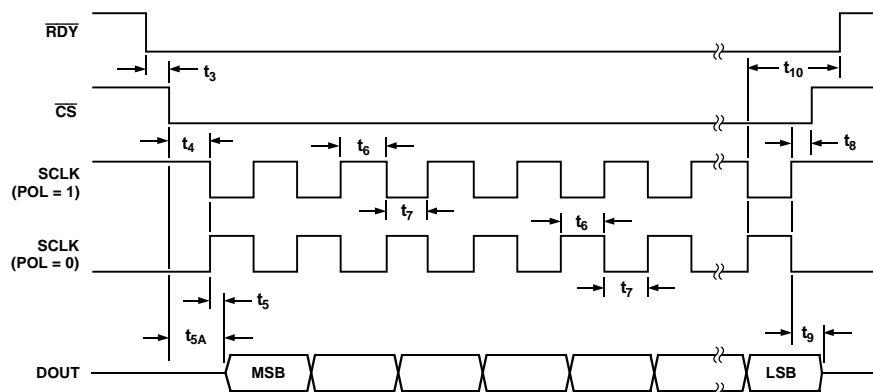 RDY
t3
t10
CS
t4
t6
t8
SCLK
(POL = 1)
t7
t6
SCLK
(POL = 0)
t7
t5
t5A
t9
DOUT
MSB
LSB